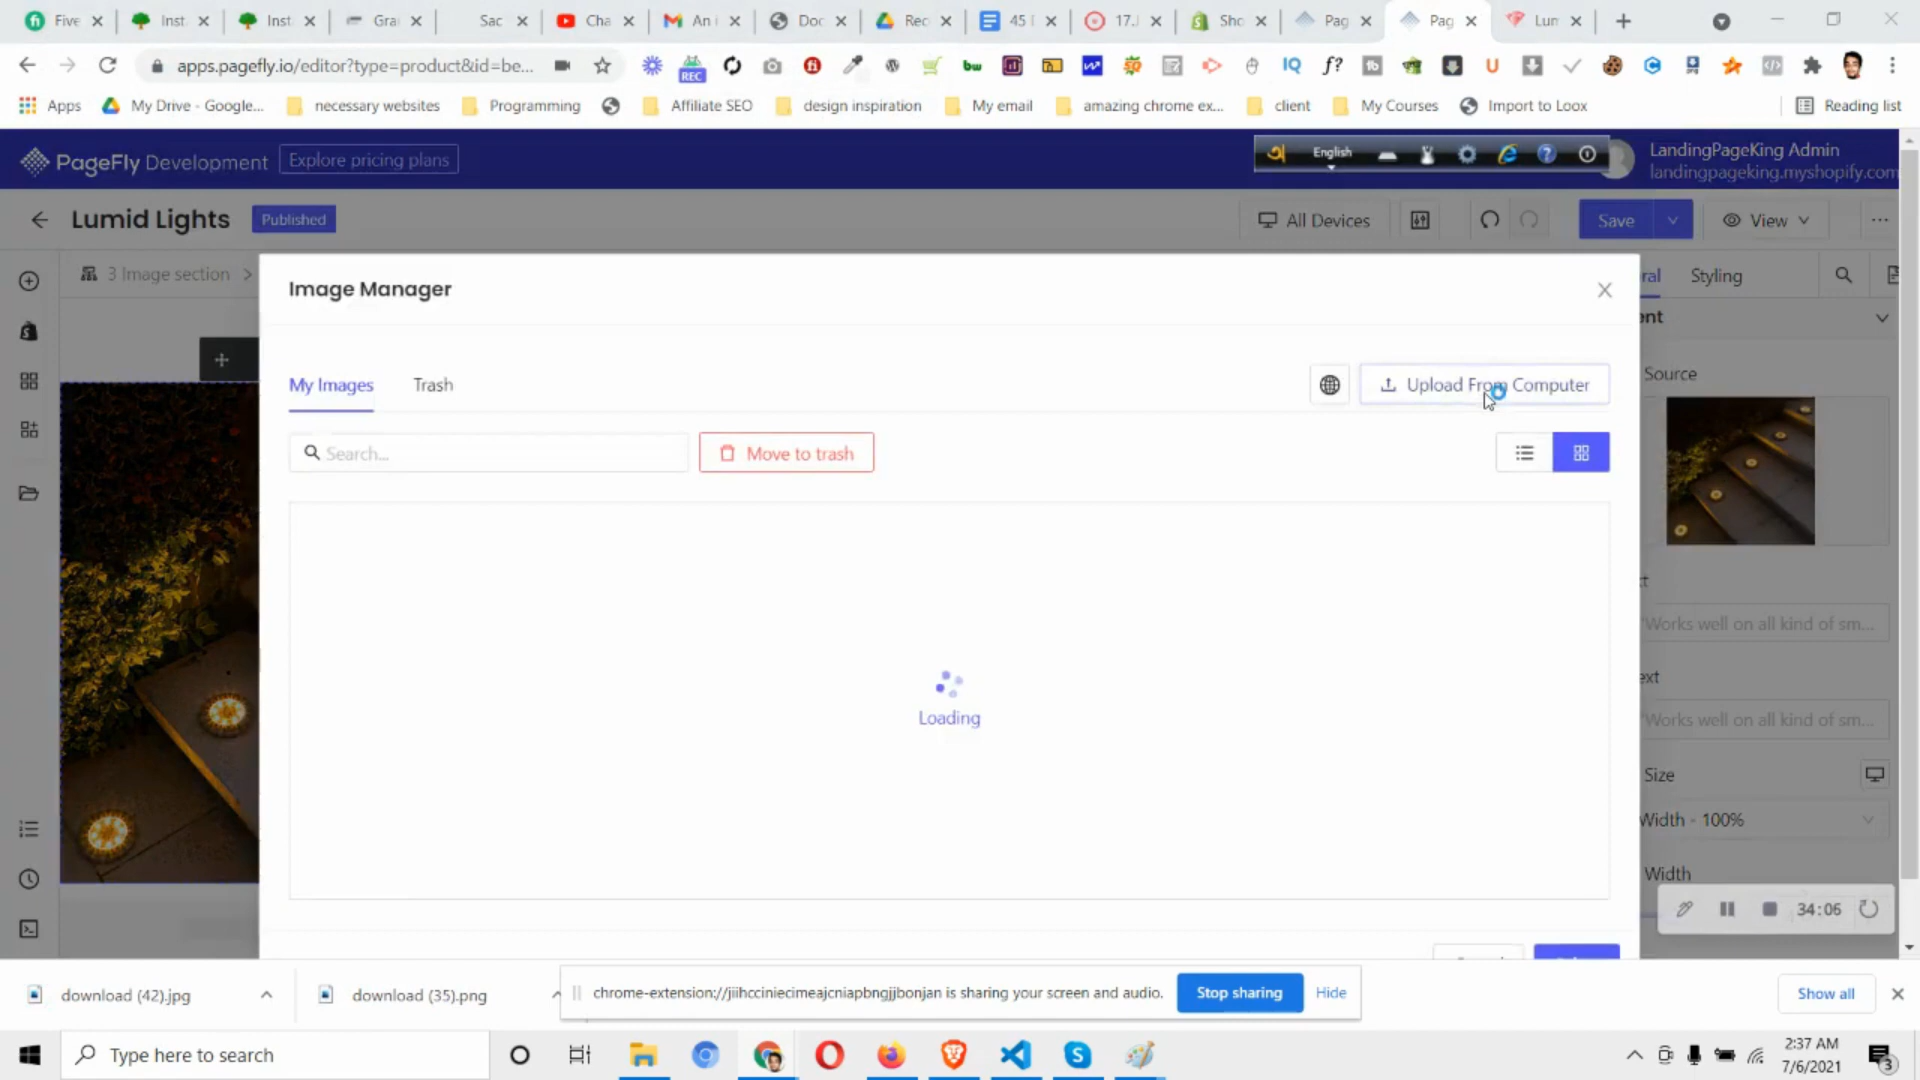 Five
Inst
Inst
Gra
Sac
Cha
An i
Doc
Rec
45 I
17.
Sho
Pag
Pag
Lum
apps.pagefly.io/editor?type=product&id=be...
REC
bw
IQ
f?
Apps
My Drive - Google...
necessary websites
Programming
Affiliate SEO
design inspiration
My email
amazing chrome ex...
client
My Courses
Import to Loox
Reading list
PageFly Development
Explore pricing plans
English
LandingPageKing Admin
landingpageking.myshopify.com
Lumid Lights
Published
All Devices
Save
View
3 Image section
Styling
Image Manager
My Images
Trash
Upload From Computer
Source
Search...
Move to trash
Works well on all kind of sm...
Works well on all kind of sm...
Loading
Size
Width - 100%
Width
34:06
download (42).jpg
download (35).png
chrome-extension://jiihcciniecimeajcniapbngjjbonjan is sharing your screen and audio.
Stop sharing
Hide
Show all
Type here to search
2:37 AM
7/6/2021
3